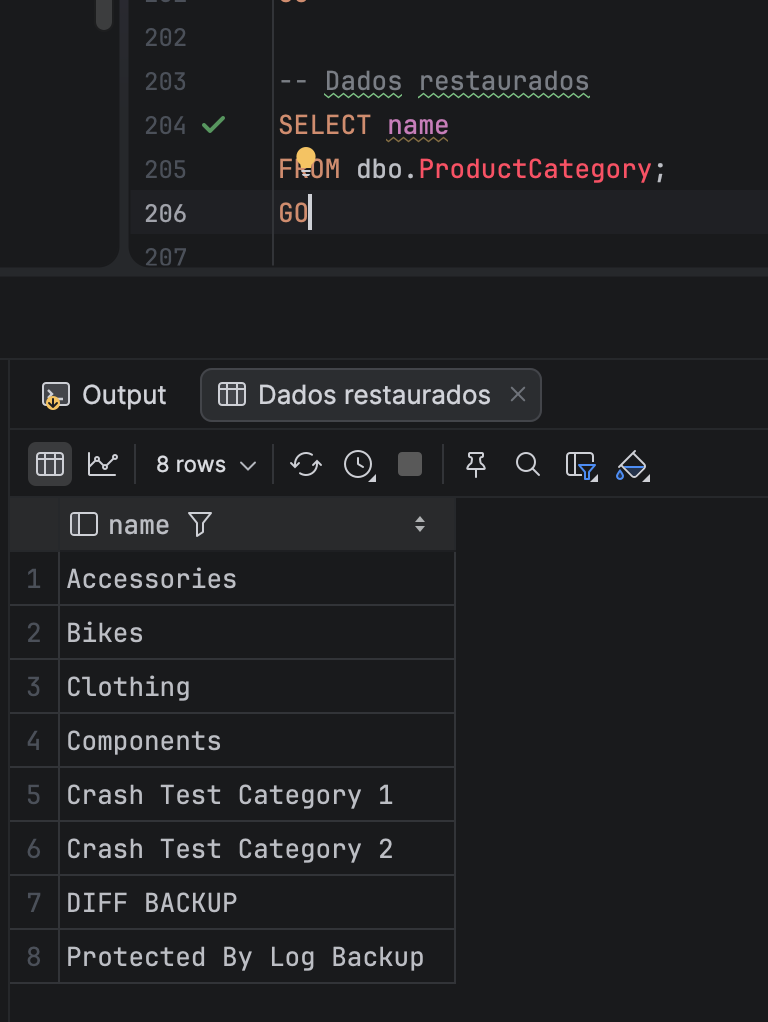 202
203 -- Dados restaurados
204 SELECT name
205 FROM dbo.ProductCategory;
206 GO
207
Output Dados restaurados
8 rows
name
1 Accessories
2 Bikes
3 Clothing
4 Components
5 Crash Test Category 1
6 Crash Test Category 2
7 DIFF BACKUP
8 Protected By Log Backup